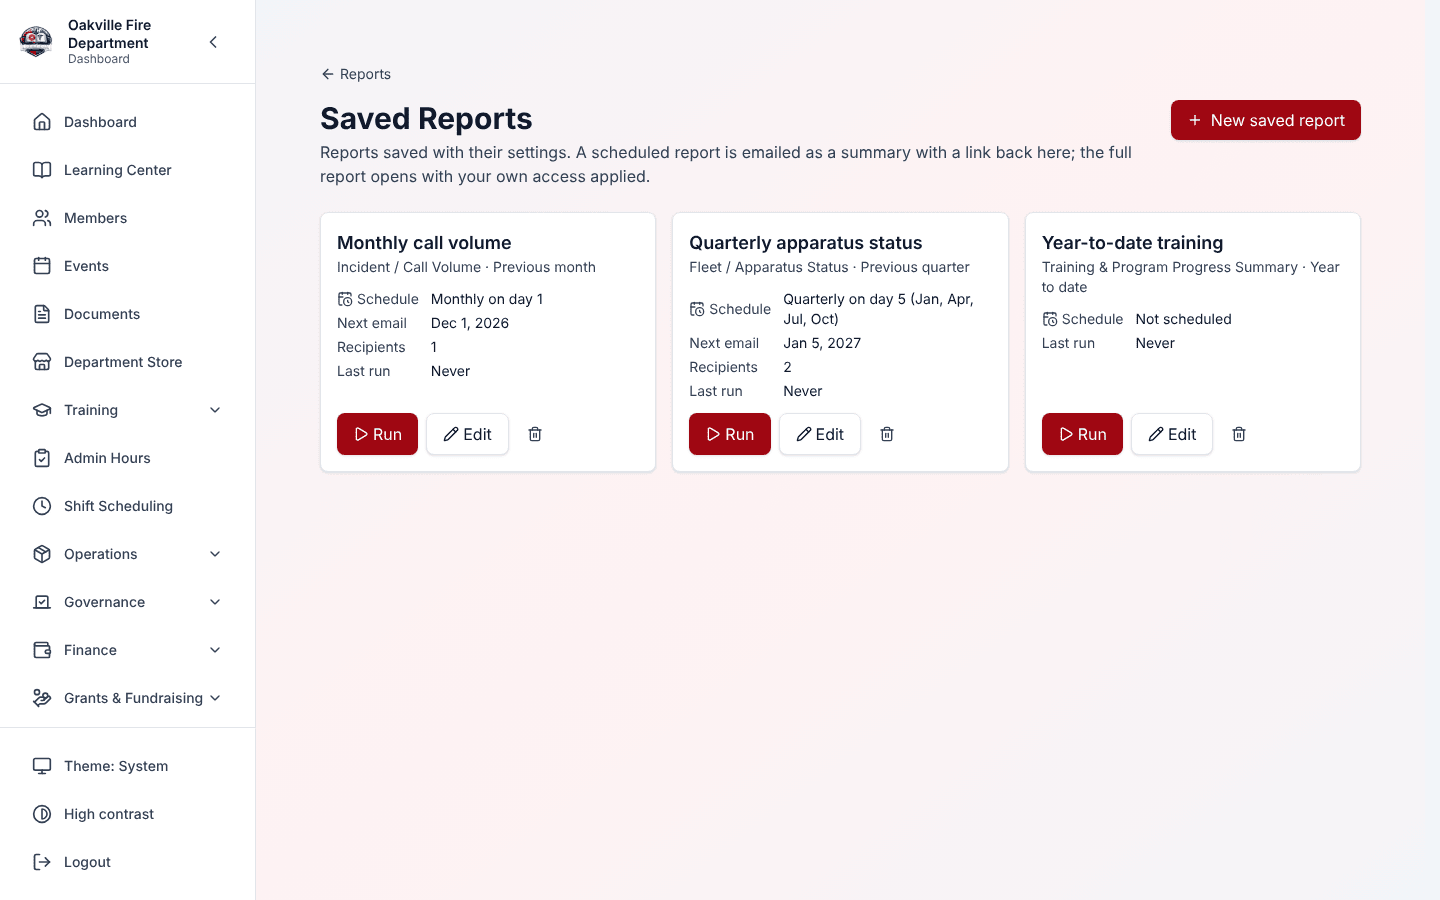 Oakville Fire
Department
Dashboard
Dashboard
Learning Center
Members
Events
Documents
Department Store
Training
Admin Hours
Shift Scheduling
Operations
Governance
Finance
Grants & Fundraising
Theme: System
High contrast
Logout
Reports
Saved Reports
New saved report
Reports saved with their settings. A scheduled report is emailed as a summary with a link back here; the full
report opens with your own access applied.
Monthly call volume
Incident / Call Volume · Previous month
Schedule Monthly on day 1
Next email Dec 1, 2026
Recipients 1
Last run Never
Run Edit
Quarterly apparatus status
Fleet / Apparatus Status · Previous quarter
Schedule Quarterly on day 5 (Jan, Apr,
Jul, Oct)
Next email Jan 5, 2027
Recipients 2
Last run Never
Run Edit
Year-to-date training
Training & Program Progress Summary · Year
to date
Schedule Not scheduled
Last run Never
Run Edit